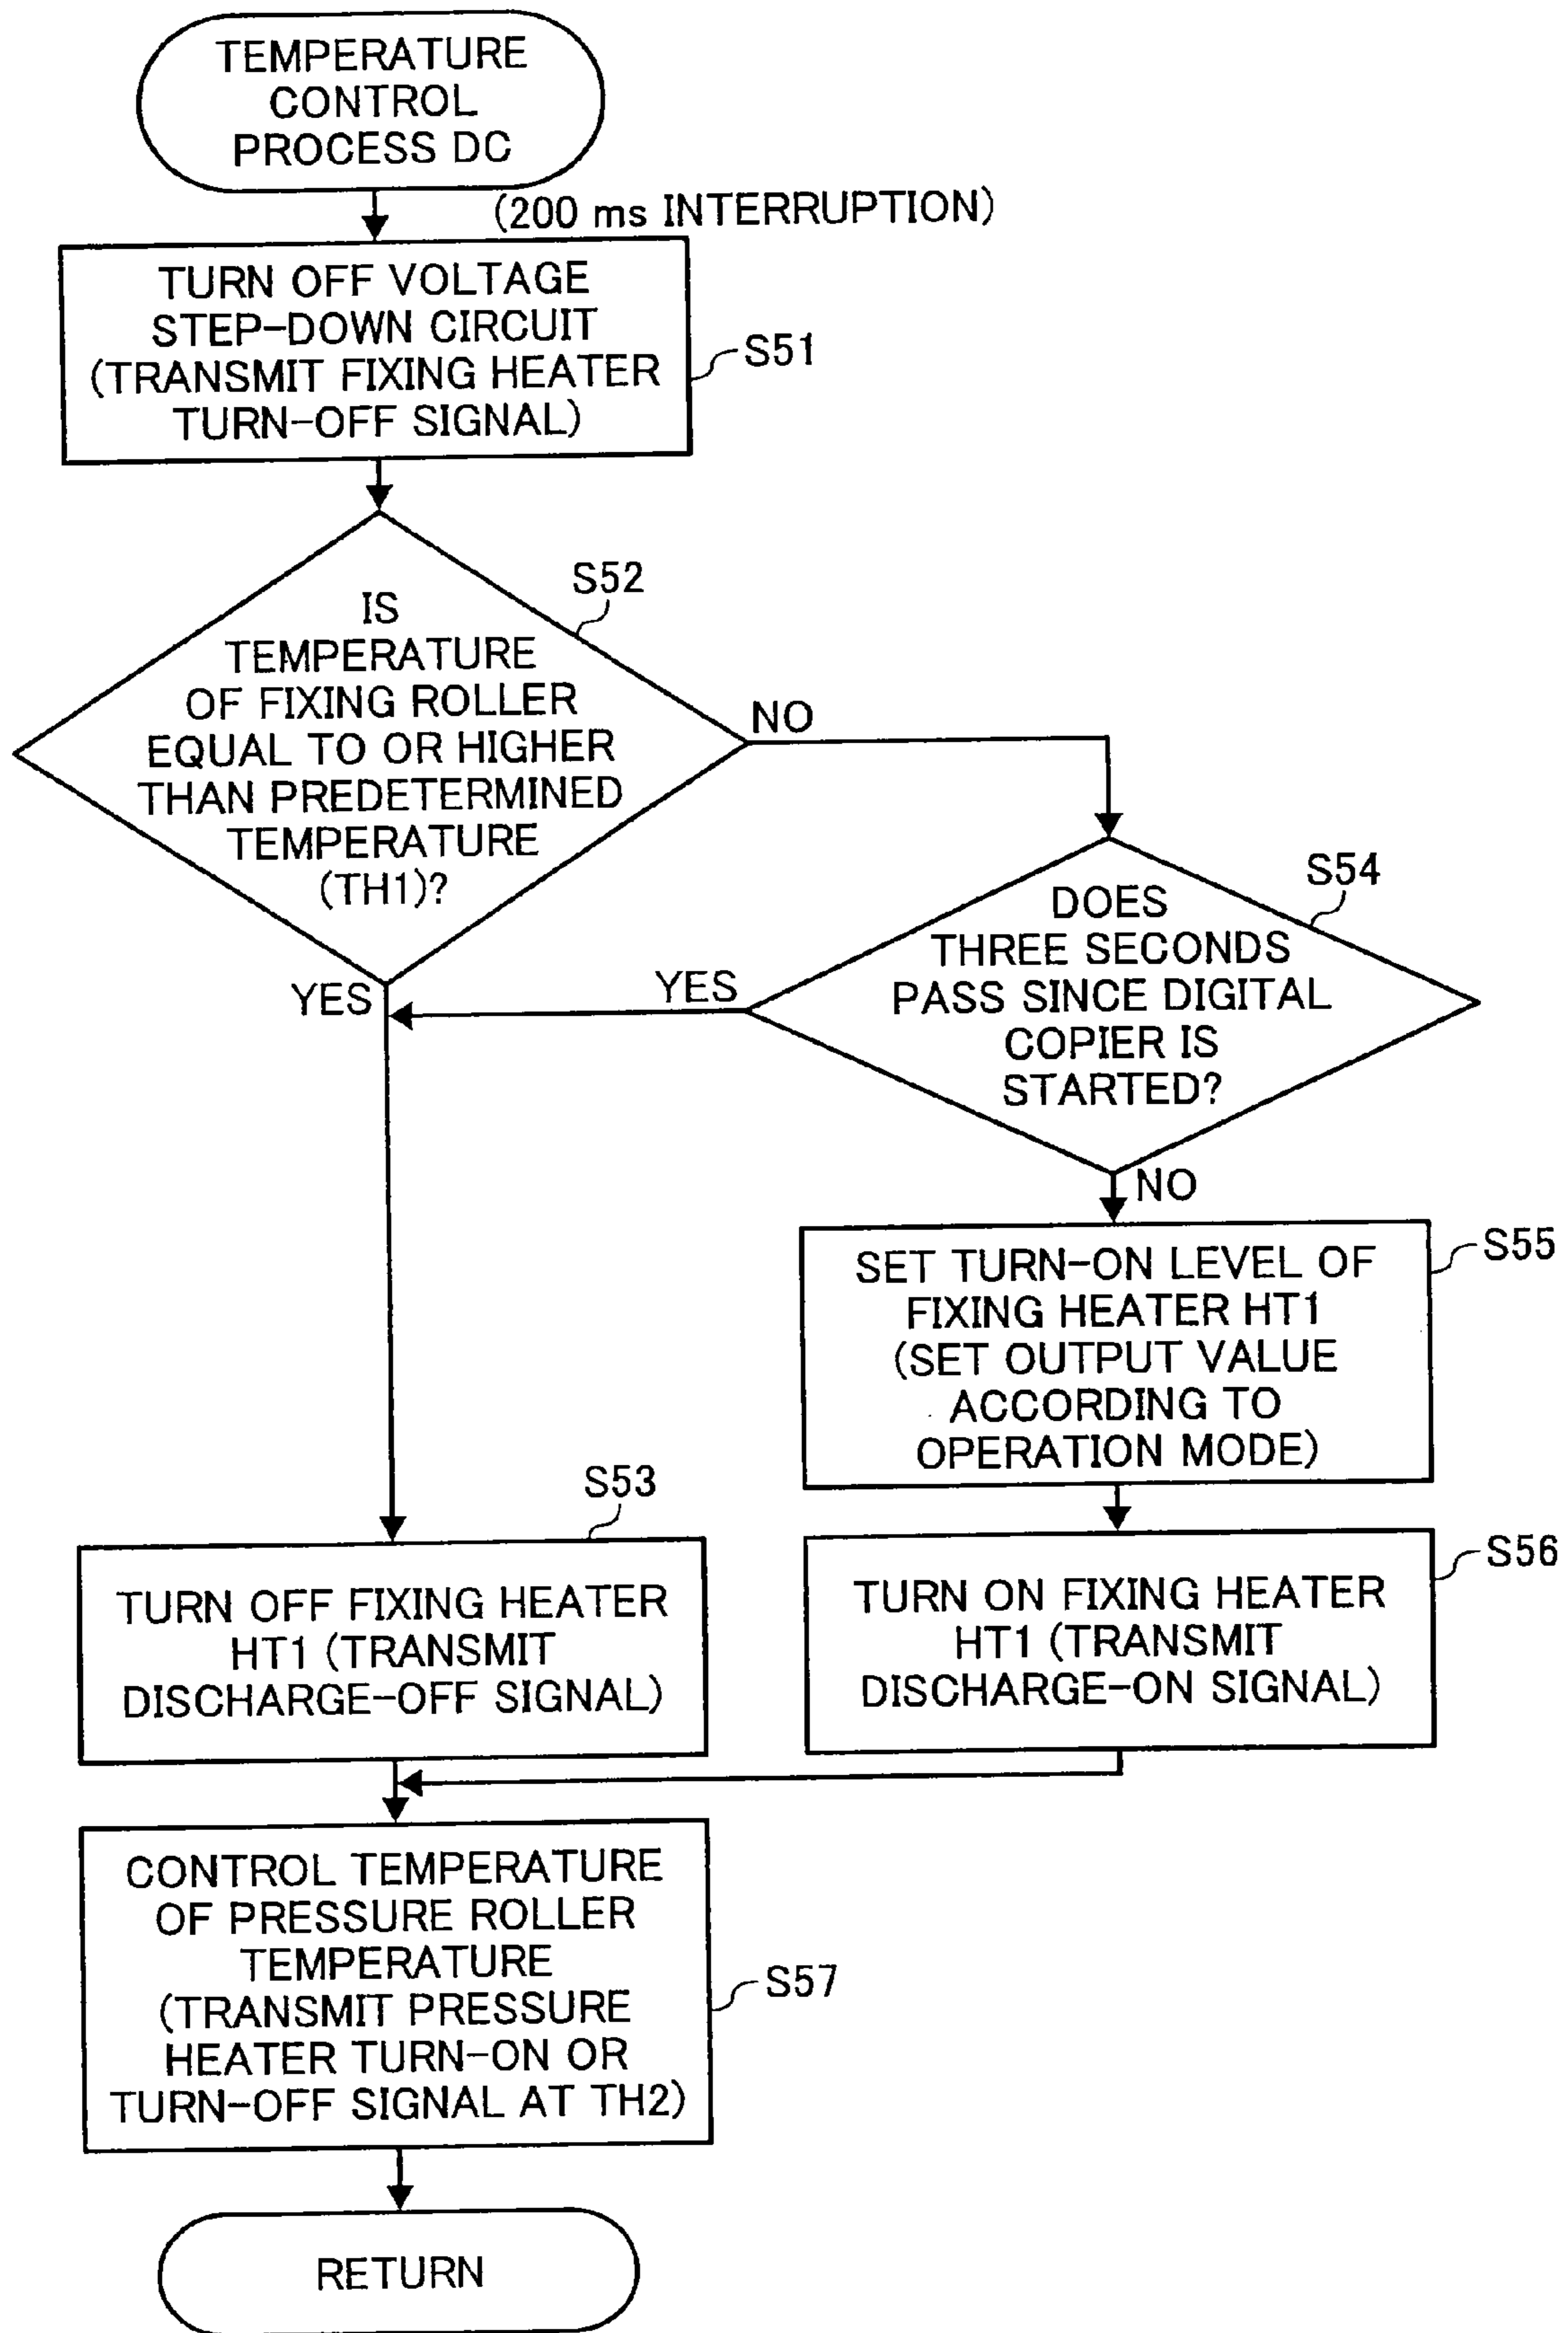 TEMPERATURE
CONTROL
PROCESS DC
(200 ms INTERRUPTION)
TURN OFF VOLTAGE
STEP-DOWN CIRCUIT
(TRANSMIT FIXING HEATER
TURN-OFF SIGNAL)
S51
S52
IS
TEMPERATURE
OF FIXING ROLLER
EQUAL TO OR HIGHER
THAN PREDETERMINED
TEMPERATURE
(TH1)?
NO
YES
S54
DOES
THREE SECONDS
PASS SINCE DIGITAL
COPIER IS
STARTED?
YES
NO
SET TURN-ON LEVEL OF
FIXING HEATER HT1
(SET OUTPUT VALUE
ACCORDING TO
OPERATION MODE)
S55
S53
TURN OFF FIXING HEATER
HT1 (TRANSMIT
DISCHARGE-OFF SIGNAL)
TURN ON FIXING HEATER
HT1 (TRANSMIT
DISCHARGE-ON SIGNAL)
S56
CONTROL TEMPERATURE
OF PRESSURE ROLLER
TEMPERATURE
(TRANSMIT PRESSURE
HEATER TURN-ON OR
TURN-OFF SIGNAL AT TH2)
S57
RETURN